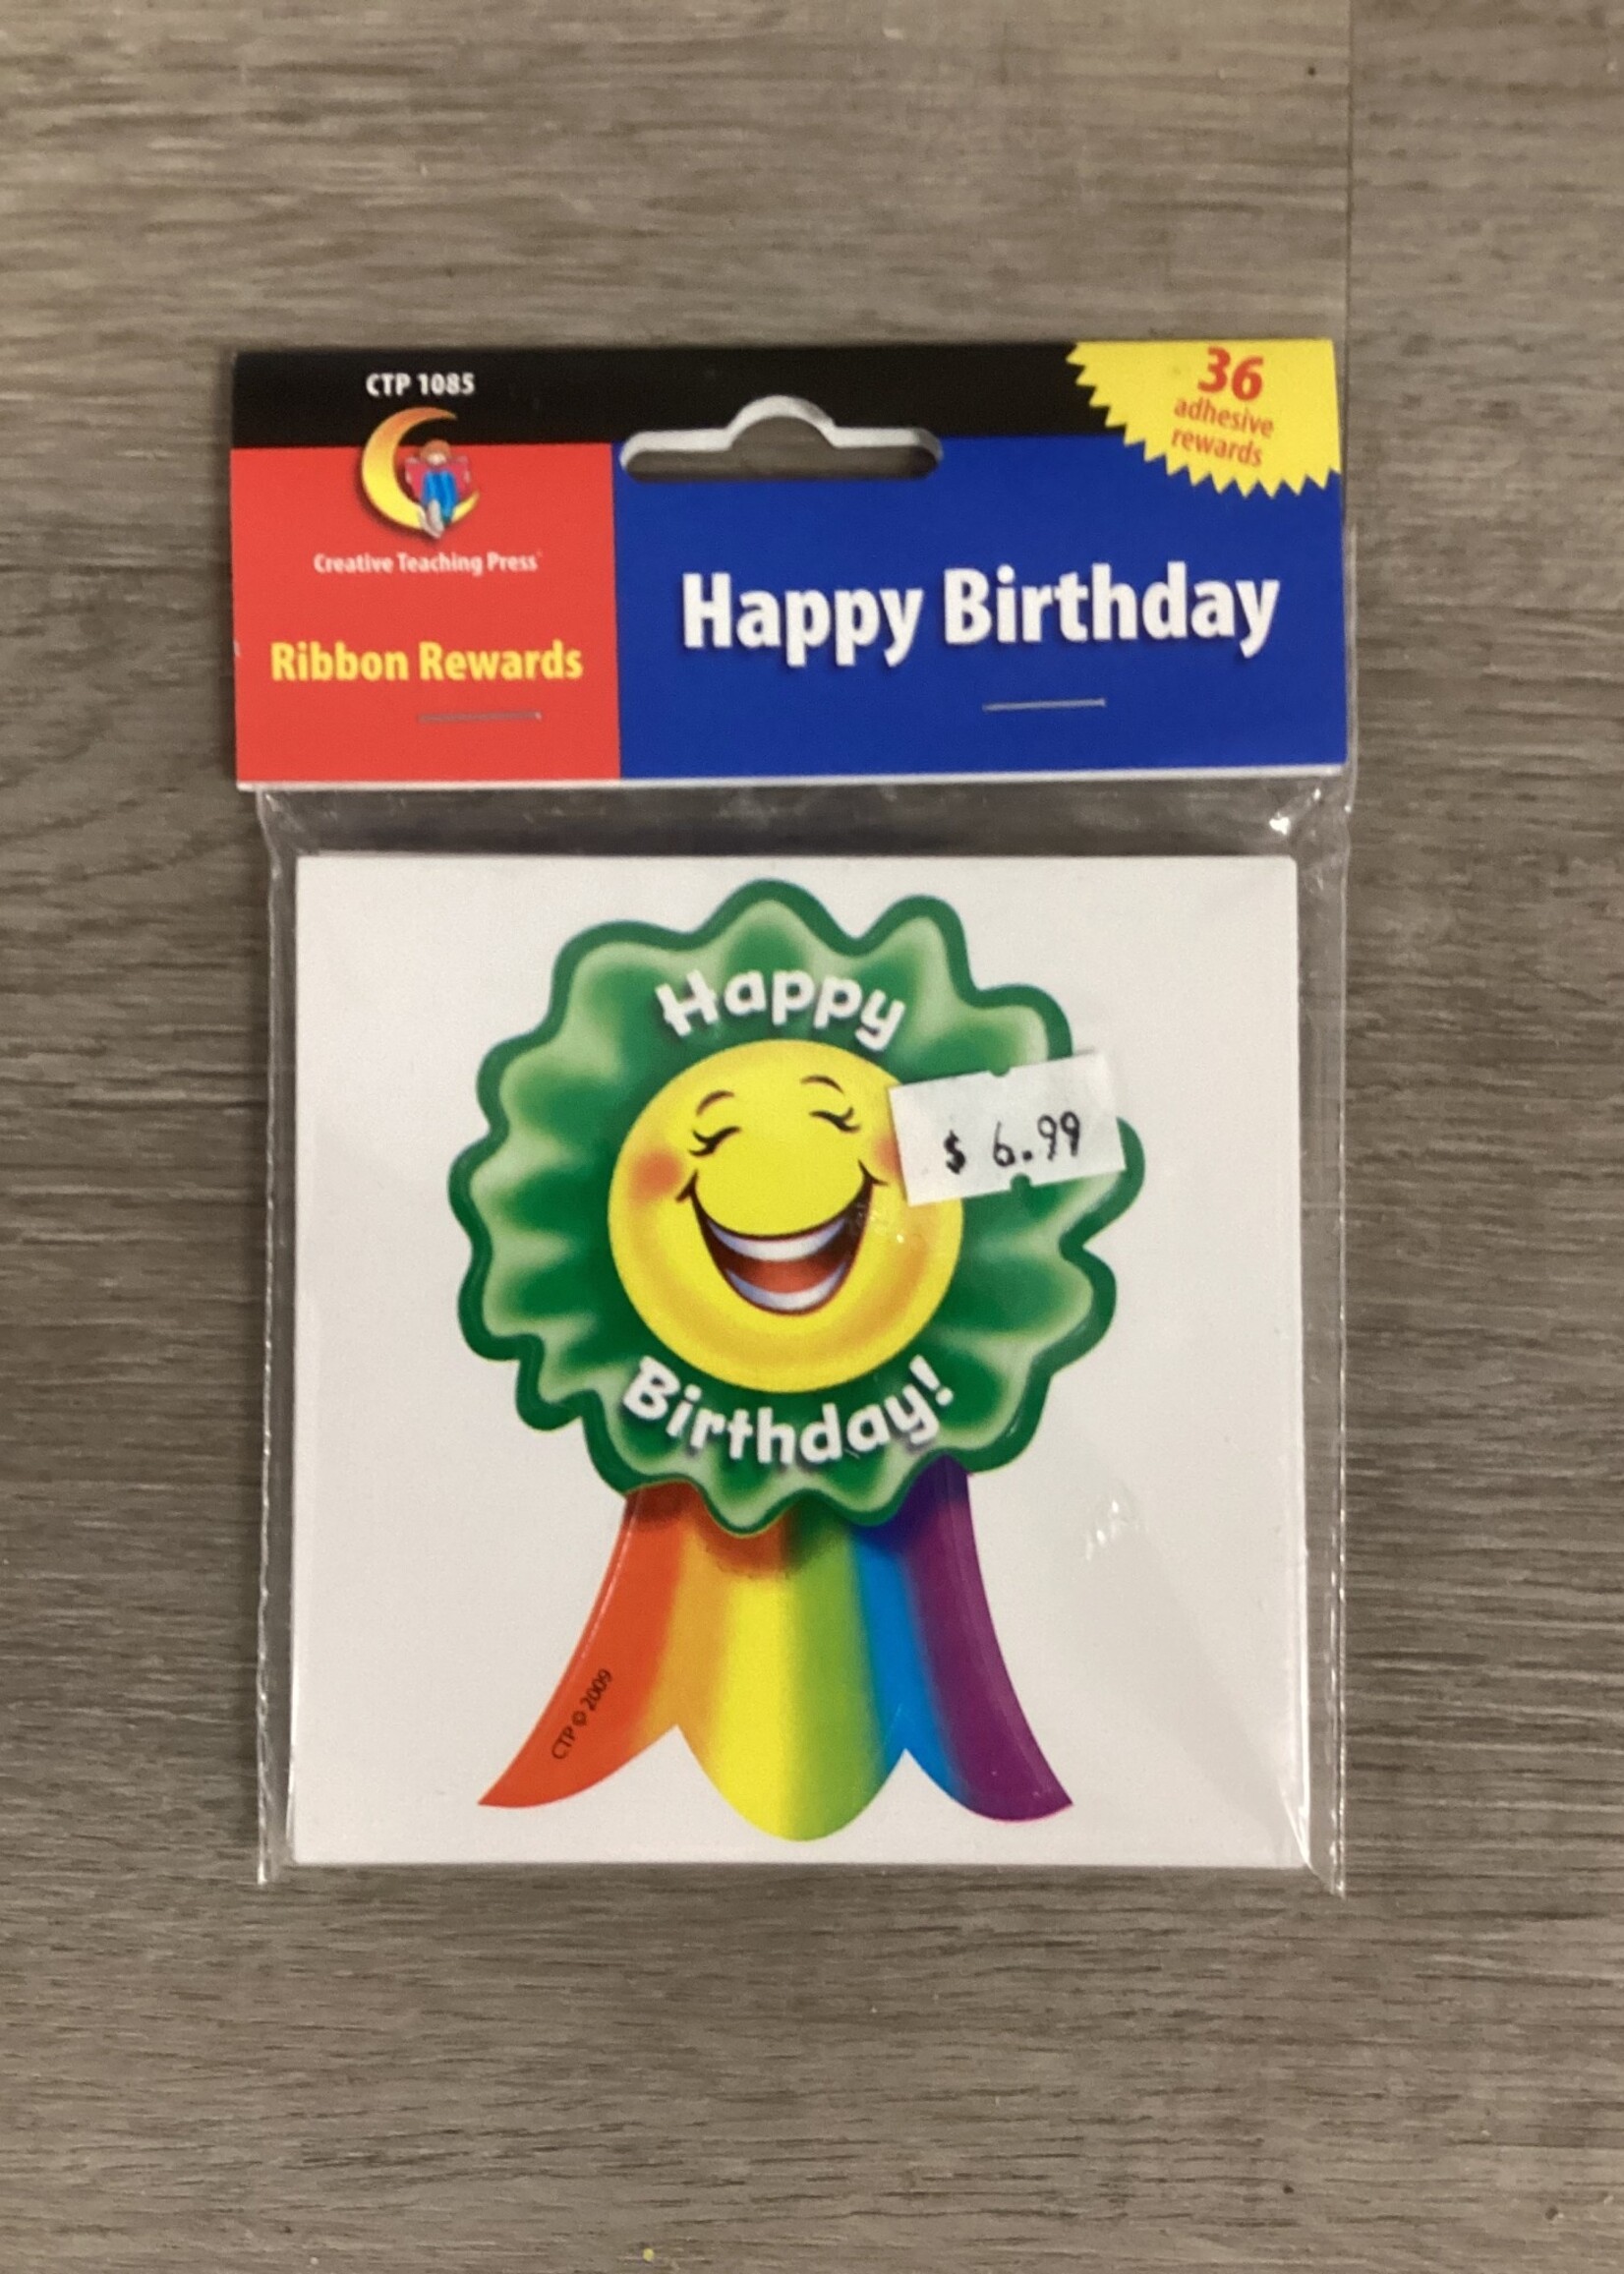 CTP 1085
36
adhesive
rewards
Creative Teaching Press
Ribbon Rewards
Happy Birthday
Happy
$ 6.99
Birthday!
CTP © 2009